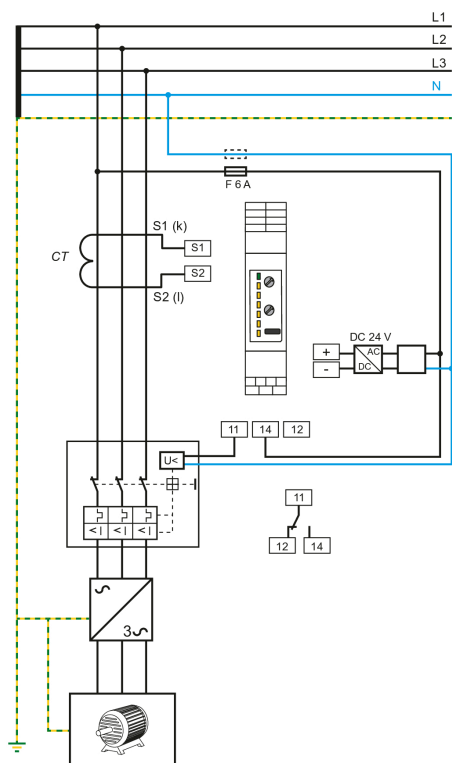 L1
L2
L3
N
F 6 A
S1 (k)
S1
CT
S2
S2 (l)
DC 24 V
+
AC
-
DC
11
14
12
U<
< I
< I
< I
11
12
14
3